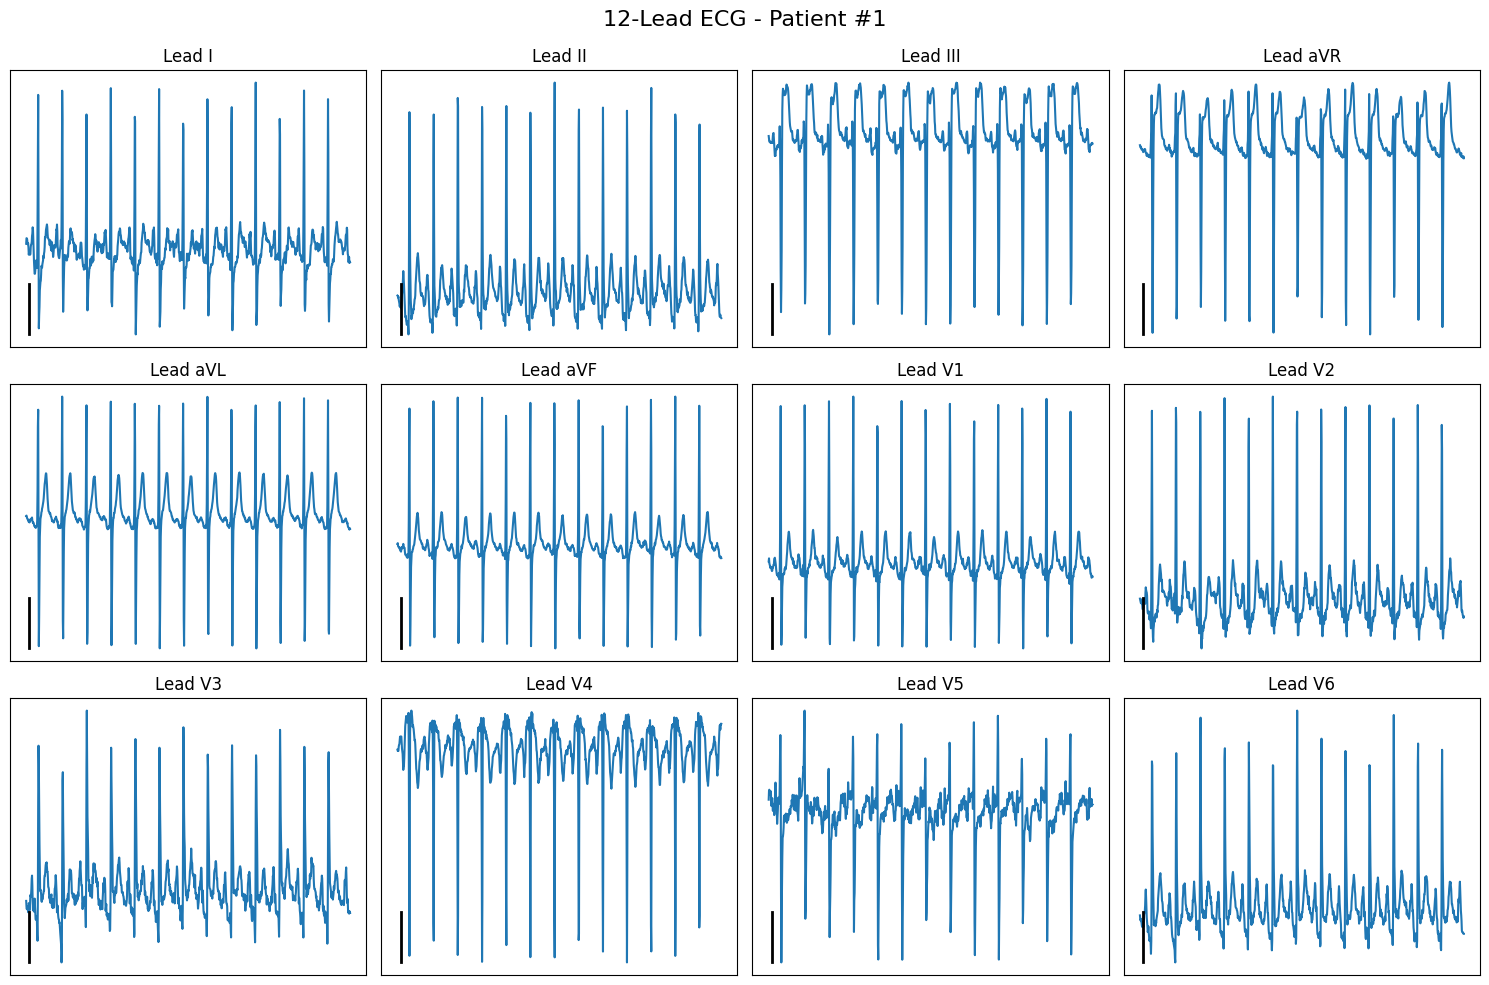 12-Lead ECG - Patient #1
Lead I
Lead II
Lead III
Lead aVR
Lead aVL
Lead aVF
Lead V1
Lead V2
Lead V3
Lead V4
Lead V5
Lead V6